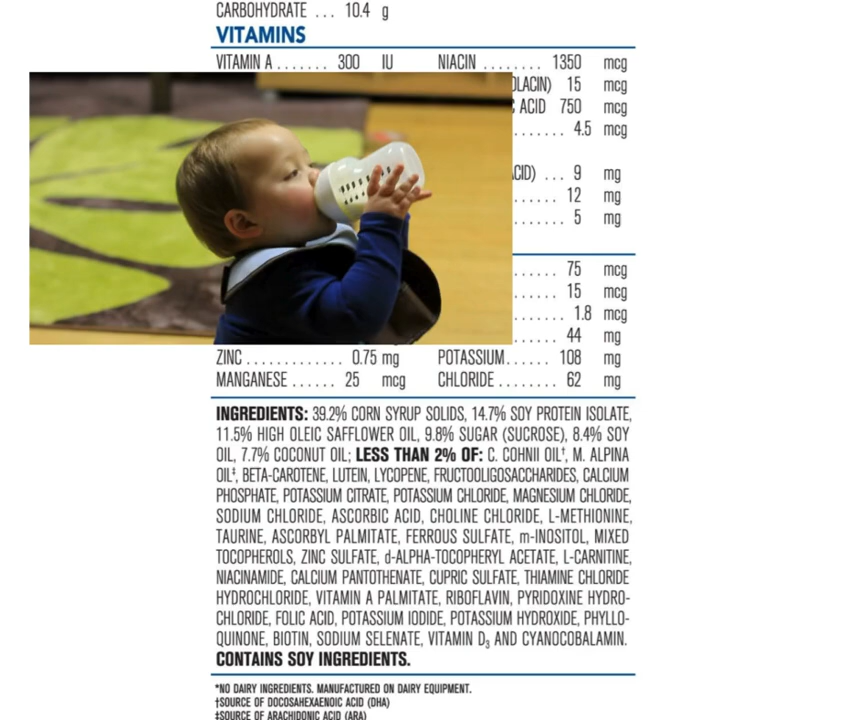 CARBOHYDRATE ... 10.4 g
VITAMINS
VITAMIN A ....... 300 IU NIACIN ........ 1350 mcg
15 mcg
ACID 750 mcg
....... 4.5 mcg
... 9 mg
...... 12 mg
...... 5 mg
...... 75 mcg
...... 15 mcg
...... 1.8 mcg
...... 44 mg
ZINC ............. 0.75 mg POTASSIUM...... 108 mg
MANGANESE ...... 25 mcg CHLORIDE ........ 62 mg
INGREDIENTS: 39.2% CORN SYRUP SOLIDS, 14.7% SOY PROTEIN ISOLATE,
11.5% HIGH OLEIC SAFFLOWER OIL, 9.8% SUGAR (SUCROSE), 8.4% SOY
OIL, 7.7% COCONUT OIL; LESS THAN 2% OF: C. COHNII OIL†, M. ALPINA
OIL‡, BETA-CAROTENE, LUTEIN, LYCOPENE, FRUCTOOLIGOSACCHARIDES, CALCIUM
PHOSPHATE, POTASSIUM CITRATE, POTASSIUM CHLORIDE, MAGNESIUM CHLORIDE,
SODIUM CHLORIDE, ASCORBIC ACID, CHOLINE CHLORIDE, L-METHIONINE,
TAURINE, ASCORBYL PALMITATE, FERROUS SULFATE, m-INOSITOL, MIXED
TOCOPHEROLS, ZINC SULFATE, d-ALPHA-TOCOPHERYL ACETATE, L-CARNITINE,
NIACINAMIDE, CALCIUM PANTOTHENATE, CUPRIC SULFATE, THIAMINE CHLORIDE
HYDROCHLORIDE, VITAMIN A PALMITATE, RIBOFLAVIN, PYRIDOXINE HYDRO-
CHLORIDE, FOLIC ACID, POTASSIUM IODIDE, POTASSIUM HYDROXIDE, PHYLLO-
QUINONE, BIOTIN, SODIUM SELENATE, VITAMIN D3 AND CYANOCOBALAMIN.
CONTAINS SOY INGREDIENTS.
*NO DAIRY INGREDIENTS. MANUFACTURED ON DAIRY EQUIPMENT.
†SOURCE OF DOCOSAHEXAENOIC ACID (DHA)
‡SOURCE OF ARACHIDONIC ACID (ARA)